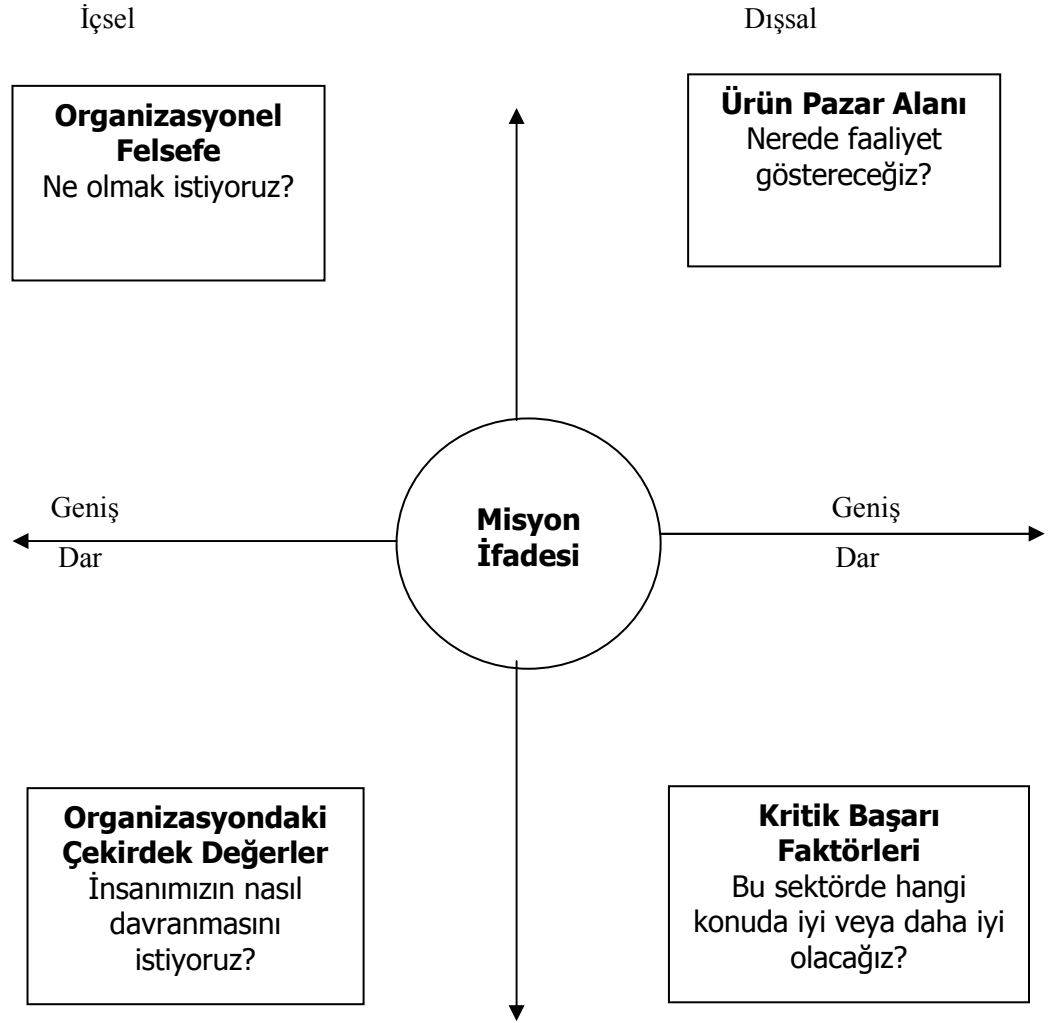 İçsel
Dışsal
Organizasyonel
Felsefe
Ne olmak istiyoruz?
Ürün Pazar Alanı
Nerede faaliyet
göstereceğiz?
Geniş
Dar
Misyon
İfadesi
Geniş
Dar
Organizasyondaki
Çekirdek Değerler
İnsanımızın nasıl
davranmasını
istiyoruz?
Kritik Başarı
Faktörleri
Bu sektörde hangi
konuda iyi veya daha iyi
olacağız?